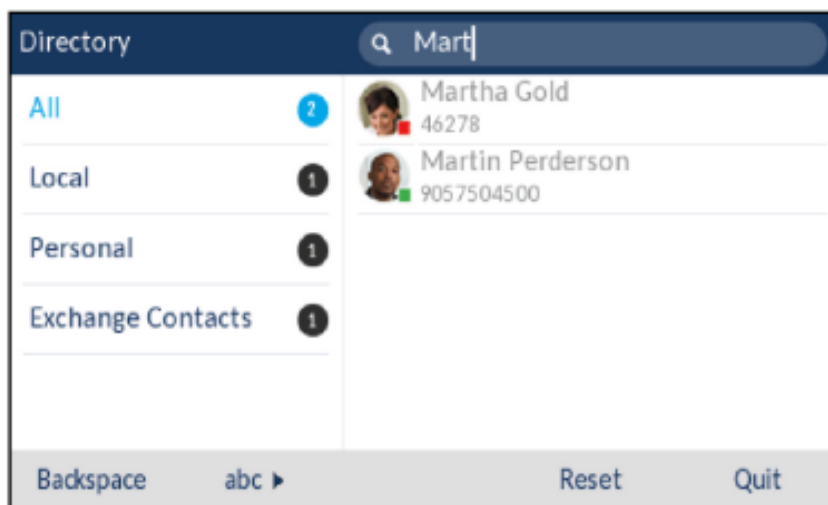 Directory
Mart
All 2
Local 1
Personal 1
Exchange Contacts 1
Martha Gold
46278
Martin Perderson
9057504500
Backspace abc Reset Quit